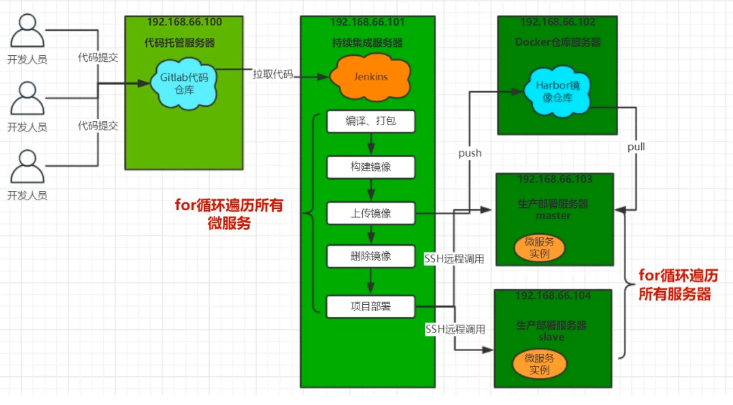 开发人员
开发人员
开发人员
代码提交
代码提交
192.168.66.100
代码托管服务器
Gitlab代码
仓库
拉取代码
192.168.66.101
持续集成服务器
Jenkins
编译、打包
构建镜像
上传镜像
删除镜像
项目部署
for循环遍历所有
微服务
push
SSH远程调用
SSH远程调用
192.168.66.102
Docker仓库服务器
Harbor镜
像仓库
pull
192.168.66.103
生产部署服务器
master
微服务
实例
192.168.66.104
生产部署服务器
slave
微服务
实例
for循环遍历
所有服务器